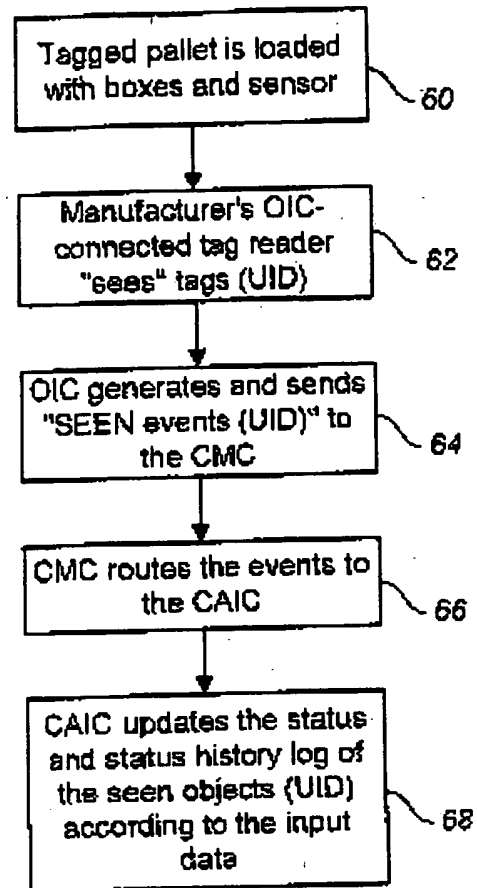 Tagged pallet is loaded
with boxes and sensor
60
Manufacturer's OIC-
connected tag reader
"sees" tags (UID)
62
OIC generates and sends
"SEEN events (UID)" to
the CMC
64
CMC routes the events to
the CAIC
66
CAIC updates the status
and status history log of
the seen objects (UID)
according to the input
data
68